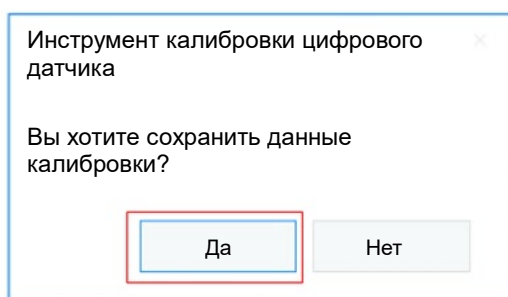 Инструмент калибровки цифрового
датчика
Вы хотите сохранить данные
калибровки?
Да
Нет